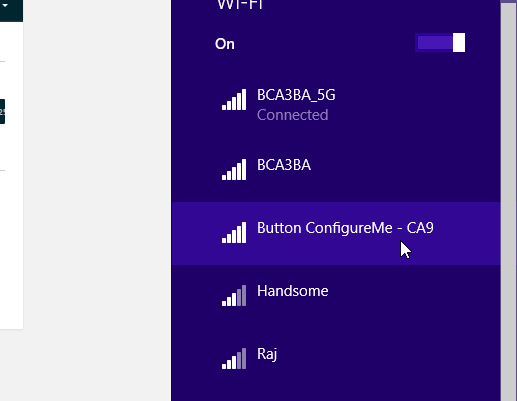 Wi-Fi
On
BCA3BA_5G
Connected
BCA3BA
Button ConfigureMe - CA9
Handsome
Raj